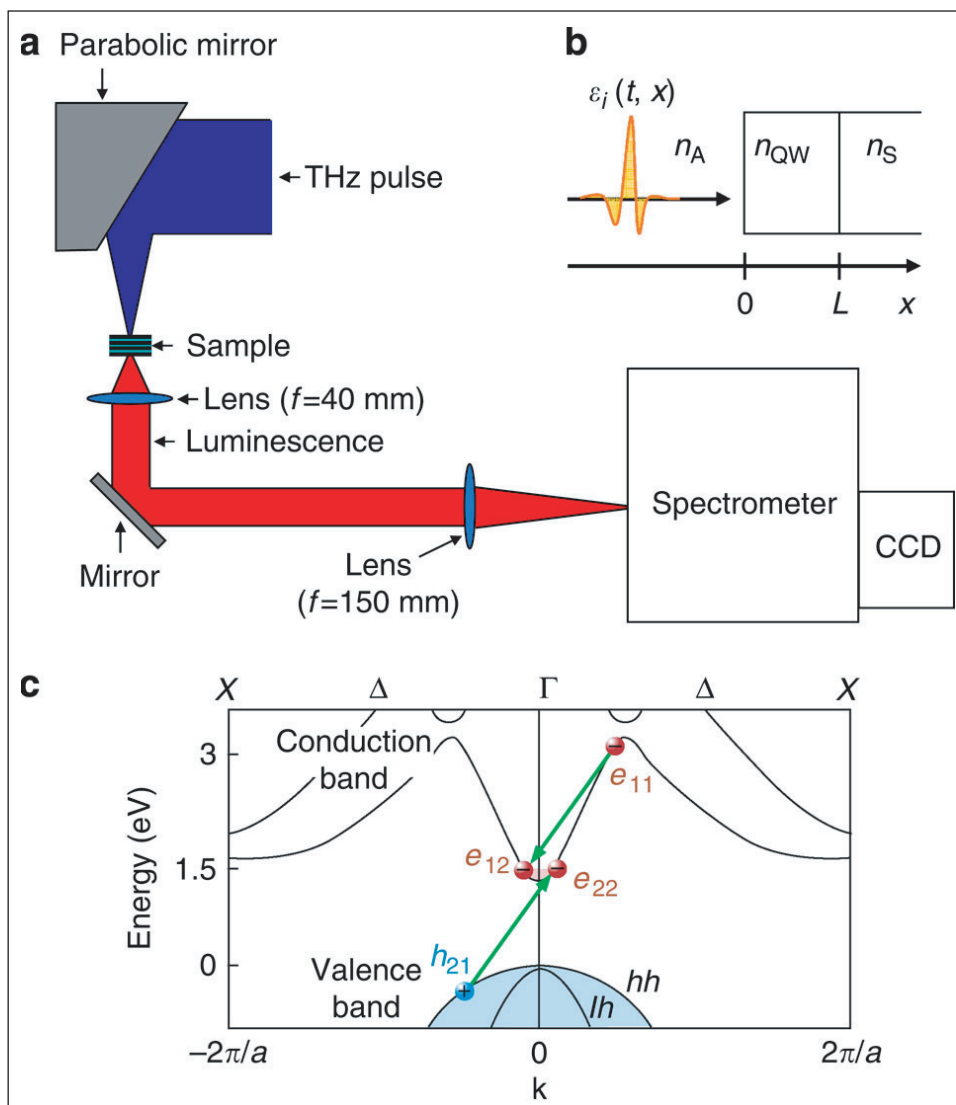 a
Parabolic mirror
THz pulse
Sample
Lens (f=40 mm)
Luminescence
Mirror
Lens
(f=150 mm)
Spectrometer
CCD
b
εi (t, x)
nA
nQW
nS
0
L
x
c
X
Δ
Γ
Δ
X
Energy (eV)
3
1.5
0
Conduction
band
e11
e12
e22
h21
Valence
band
hh
lh
−2π/a
0
2π/a
k